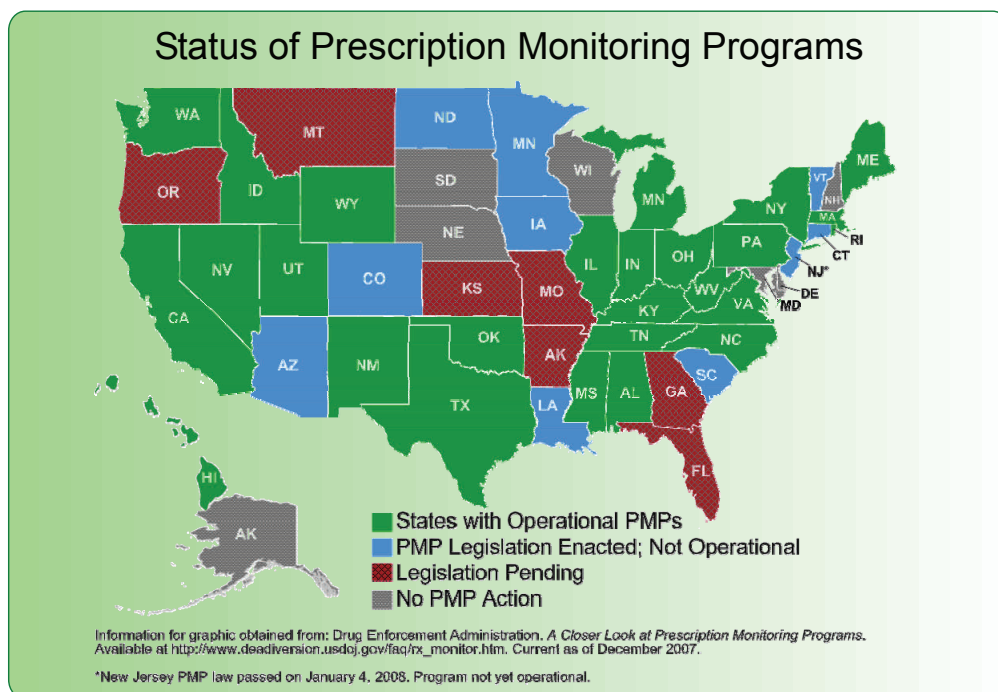 Status of Prescription Monitoring Programs
WA
MT
ND
MN
ME
OR
ID
SD
WI
VT
NH
WY
MN
NY
MA
RI
CT
NE
IA
PA
NJ*
NV
UT
CO
IL
IN
OH
DE
MD
CA
KS
MO
WV
VA
KY
AZ
NM
OK
AK
TN
NC
SC
TX
LA
MS
AL
GA
FL
HI
AK
States with Operational PMPs
PMP Legislation Enacted; Not Operational
Legislation Pending
No PMP Action
Information for graphic obtained from: Drug Enforcement Administration. A Closer Look at Prescription Monitoring Programs.
Available at http://www.deadiversion.usdoj.gov/faq/rx_monitor.htm. Current as of December 2007.
*New Jersey PMP law passed on January 4, 2008. Program not yet operational.